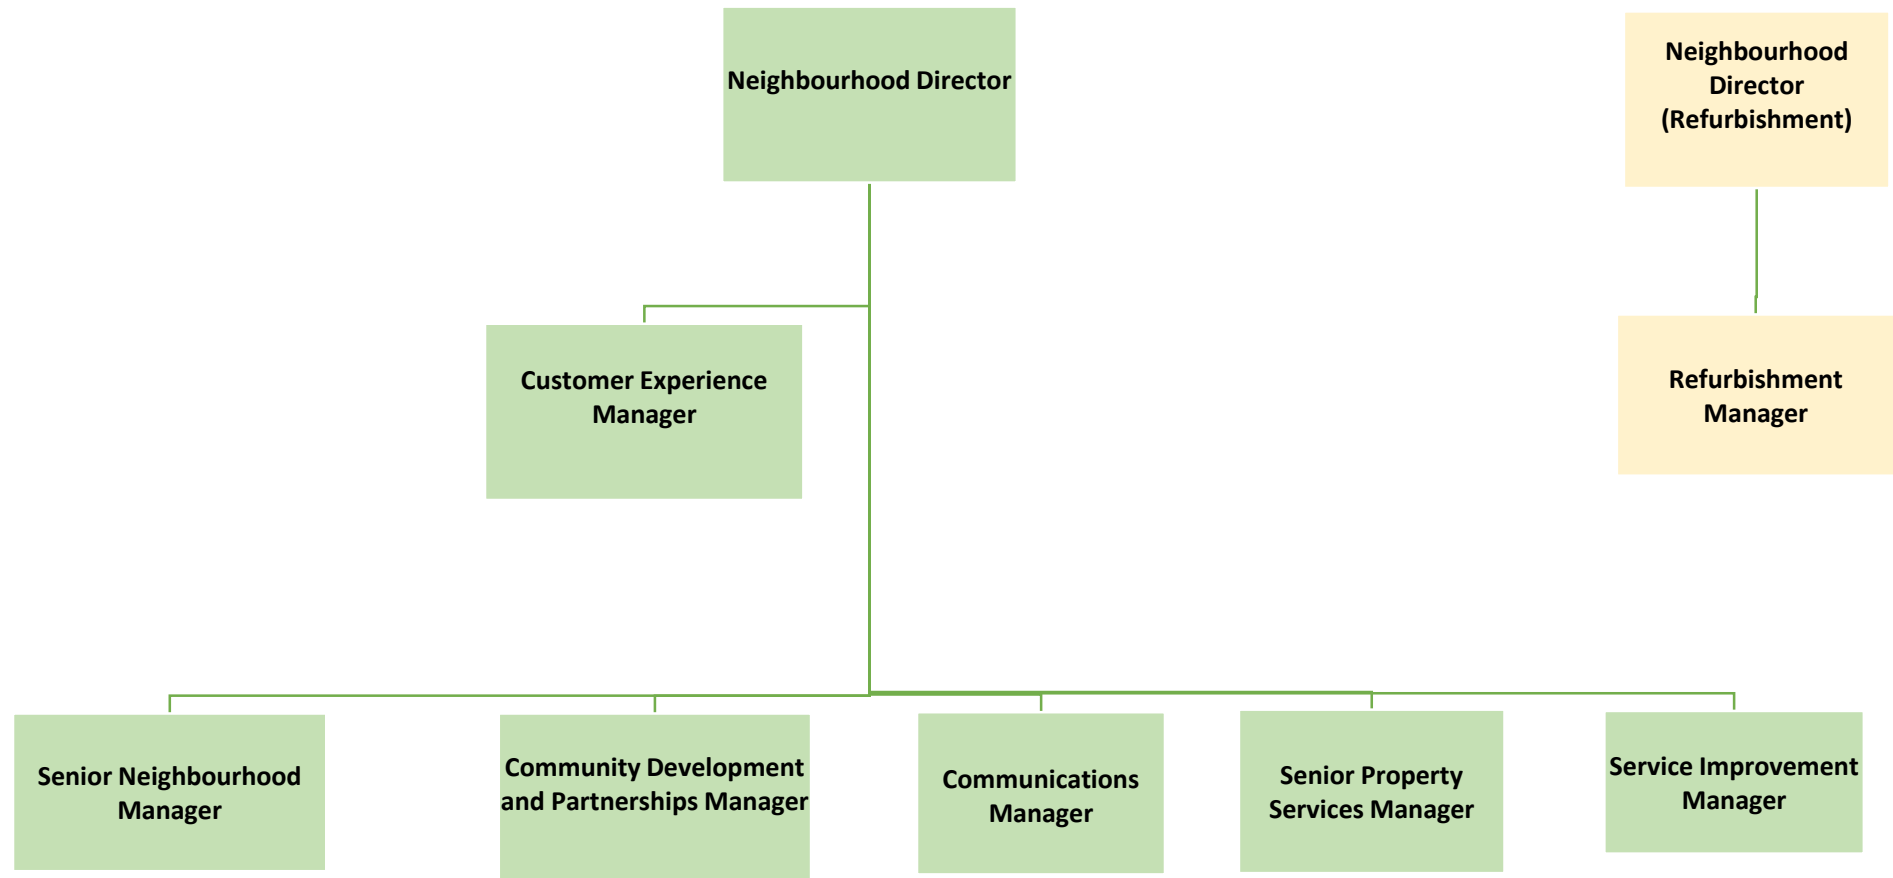 Neighbourhood Director
Neighbourhood
Director
(Refurbishment)
Customer Experience
Manager
Refurbishment
Manager
Senior Neighbourhood
Manager
Community Development
and Partnerships Manager
Communications
Manager
Senior Property
Services Manager
Service Improvement
Manager